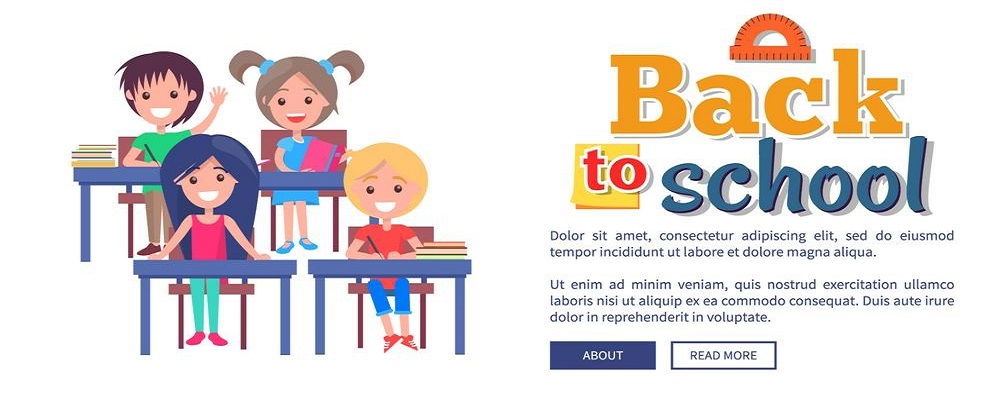 Back
to school
Dolor sit amet, consectetur adipiscing elit, sed do eiusmod
tempor incididunt ut labore et dolore magna aliqua.
Ut enim ad minim veniam, quis nostrud exercitation ullamco
laboris nisi ut aliquip ex ea commodo consequat. Duis aute irure
dolor in reprehenderit in voluptate.
ABOUT READ MORE